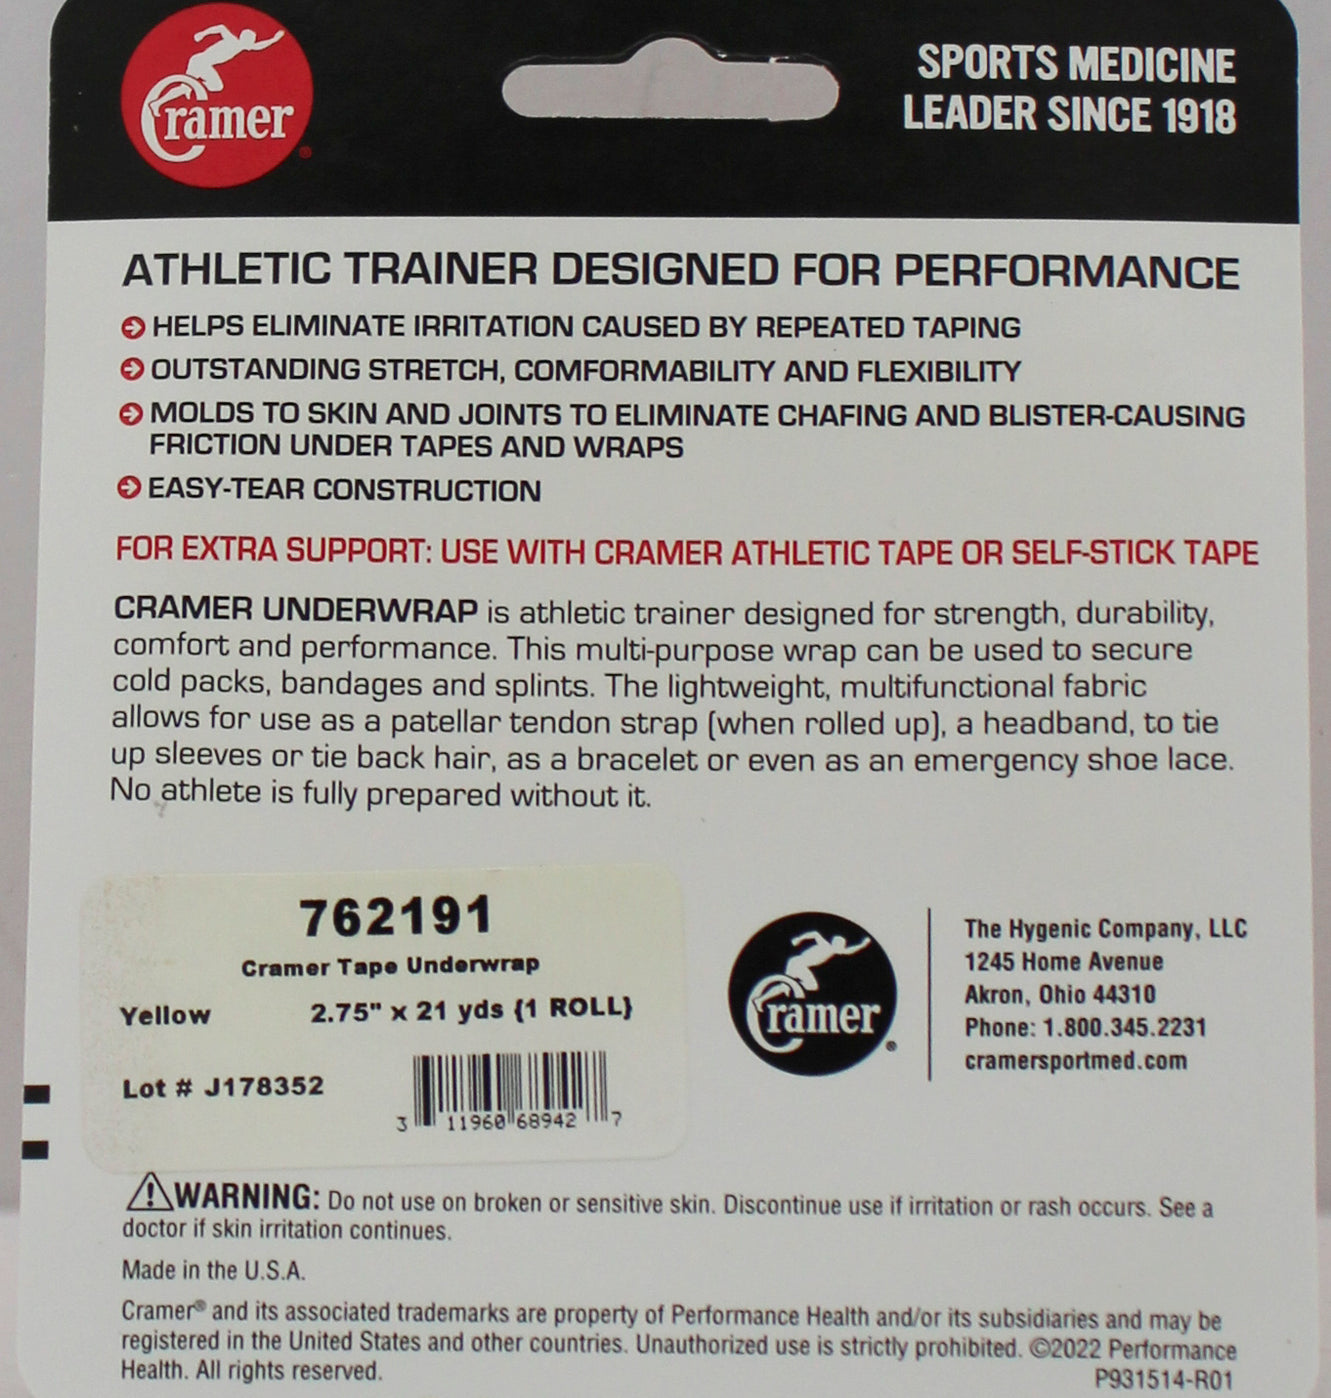 Cramer®
SPORTS MEDICINE
LEADER SINCE 1918
ATHLETIC TRAINER DESIGNED FOR PERFORMANCE
HELPS ELIMINATE IRRITATION CAUSED BY REPEATED TAPING
OUTSTANDING STRETCH, COMFORMABILITY AND FLEXIBILITY
MOLDS TO SKIN AND JOINTS TO ELIMINATE CHAFING AND BLISTER-CAUSING
FRICTION UNDER TAPES AND WRAPS
EASY-TEAR CONSTRUCTION
FOR EXTRA SUPPORT: USE WITH CRAMER ATHLETIC TAPE OR SELF-STICK TAPE
CRAMER UNDERWRAP is athletic trainer designed for strength, durability,
comfort and performance. This multi-purpose wrap can be used to secure
cold packs, bandages and splints. The lightweight, multifunctional fabric
allows for use as a patellar tendon strap (when rolled up), a headband, to tie
up sleeves or tie back hair, as a bracelet or even as an emergency shoe lace.
No athlete is fully prepared without it.
762191
Cramer Tape Underwrap
Yellow 2.75" x 21 yds {1 ROLL}
Lot # J178352
3 11960 68942 7
Cramer®
The Hygenic Company, LLC
1245 Home Avenue
Akron, Ohio 44310
Phone: 1.800.345.2231
cramersportmed.com
WARNING: Do not use on broken or sensitive skin. Discontinue use if irritation or rash occurs. See a
doctor if skin irritation continues.
Made in the U.S.A.
Cramer® and its associated trademarks are property of Performance Health and/or its subsidiaries and may be
registered in the United States and other countries. Unauthorized use is strictly prohibited. ©2022 Performance
Health. All rights reserved.
P931514-R01